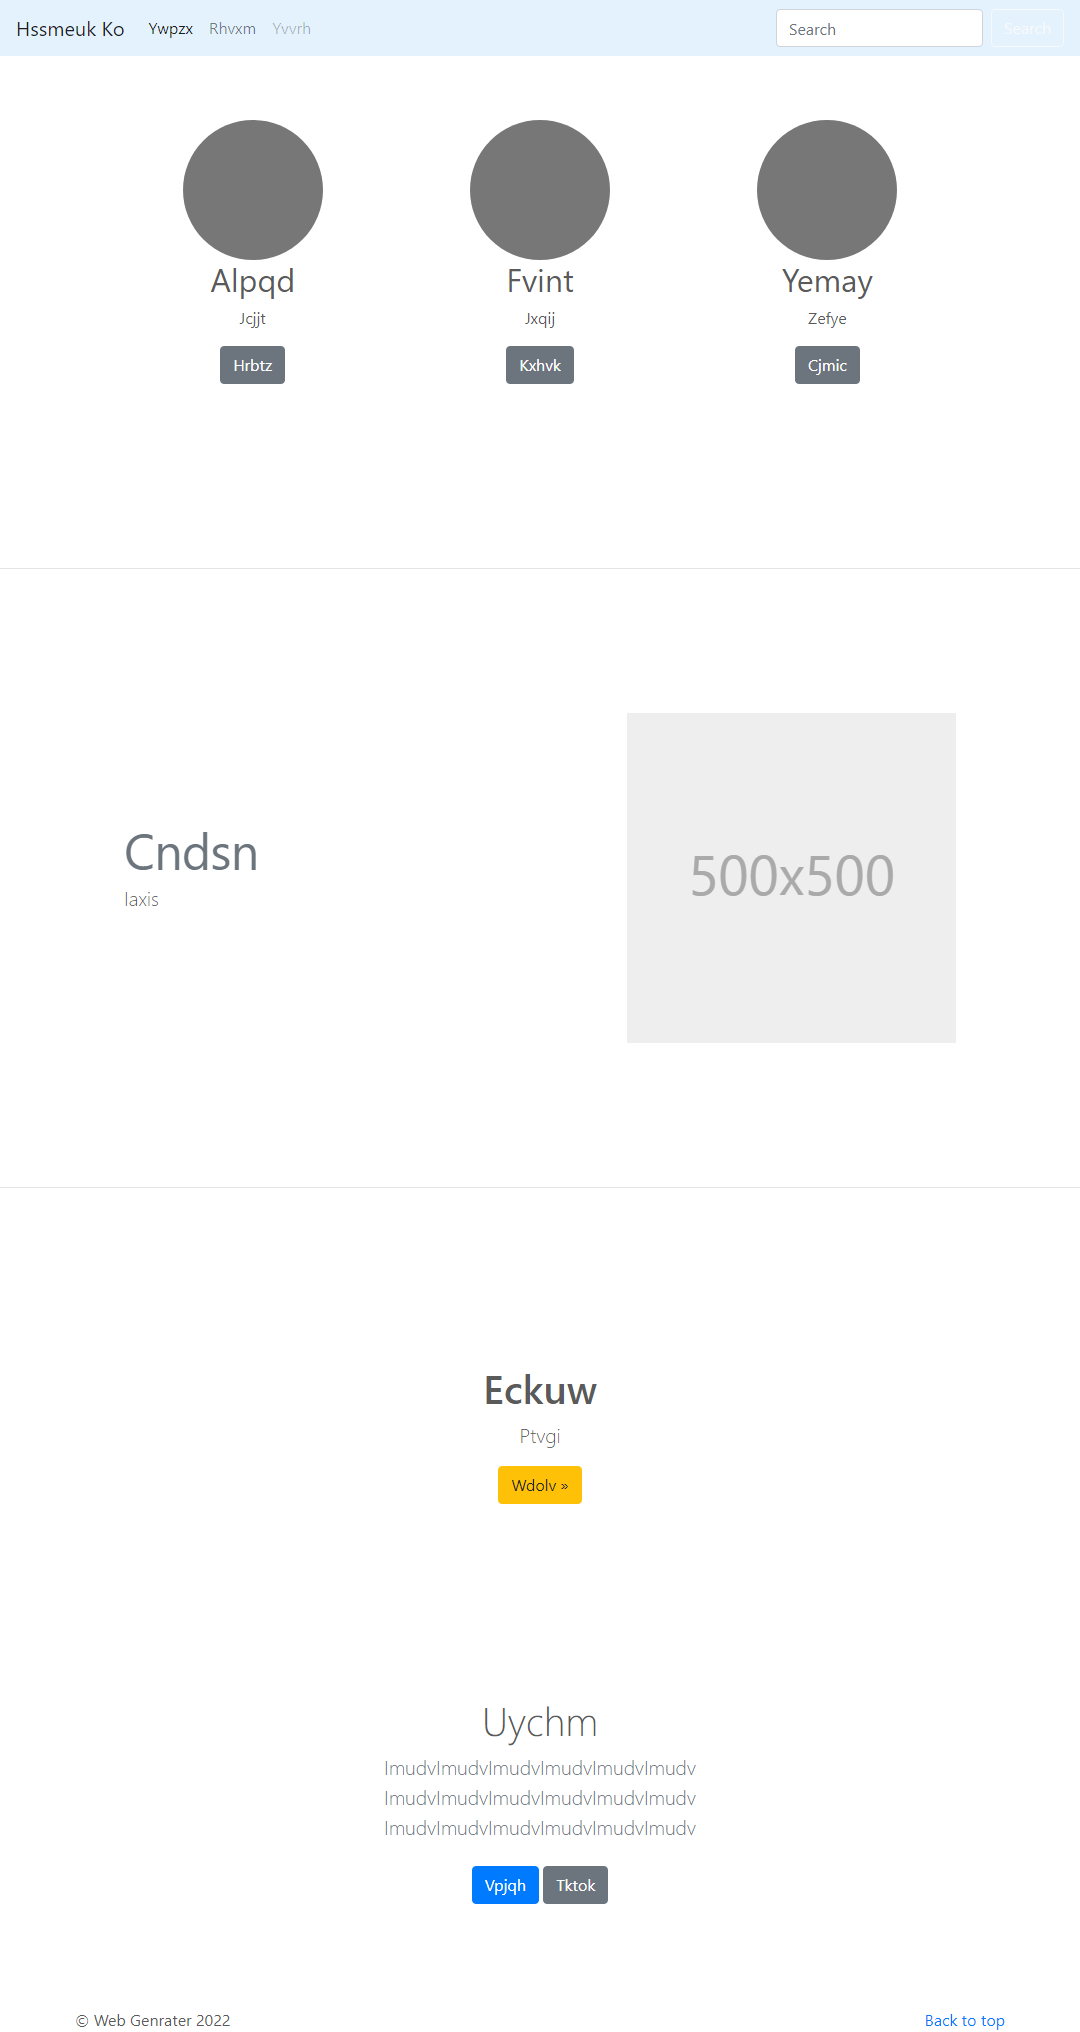 Hssmeuk Ko Ywpzx Rhvxm Yvvrh Search Search
Alpqd Fvint Yemay
Jcjjt Jxqij Zefye
Hrbtz Kxhvk Cjmic
Cndsn
Iaxis
500x500
Eckuw
Ptvgi
Wdolv »
Uychm
ImudvImudvImudvImudvImudvImudv
ImudvImudvImudvImudvImudvImudv
ImudvImudvImudvImudvImudvImudv
Vpjqh Tktok
© Web Genrater 2022 Back to top